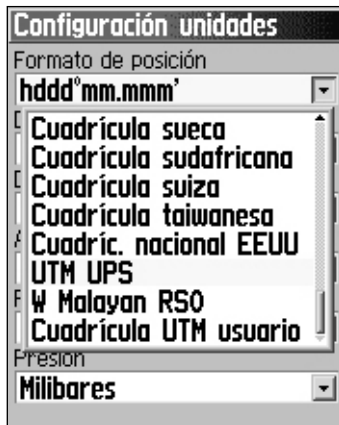 Configuración unidades
Formato de posición
hddd°mm.mmm'
Cuadrícula sueca
Cuadrícula sudafricana
Cuadrícula suiza
Cuadrícula taiwanesa
Cuadríc. nacional EEUU
UTM UPS
W Malayan RSO
Cuadrícula UTM usuario
Presión
Milibares